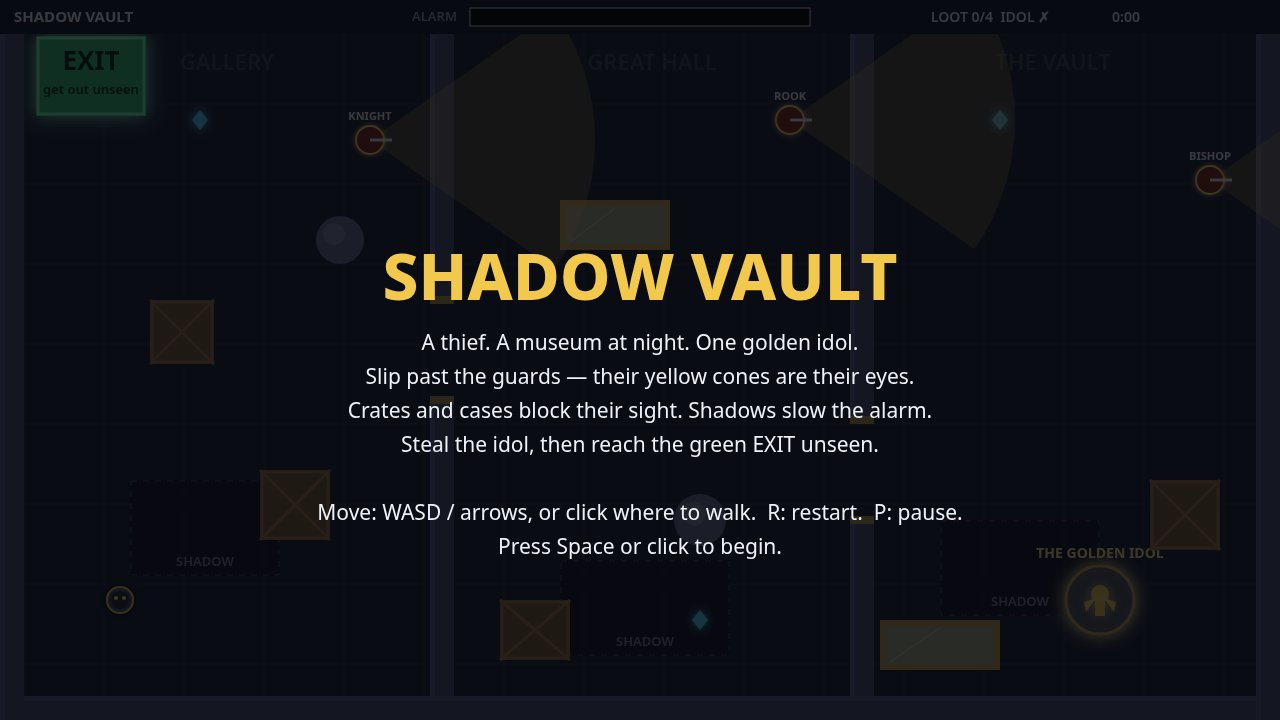 SHADOW VAULT
ALARM
LOOT 0/4 IDOL ✗
0:00
EXIT
get out unseen
GALLERY
GREAT HALL
THE VAULT
KNIGHT
ROOK
BISHOP
SHADOW VAULT
A thief. A museum at night. One golden idol.
Slip past the guards — their yellow cones are their eyes.
Crates and cases block their sight. Shadows slow the alarm.
Steal the idol, then reach the green EXIT unseen.
Move: WASD / arrows, or click where to walk. R: restart. P: pause.
Press Space or click to begin.
THE GOLDEN IDOL
SHADOW
SHADOW
SHADOW